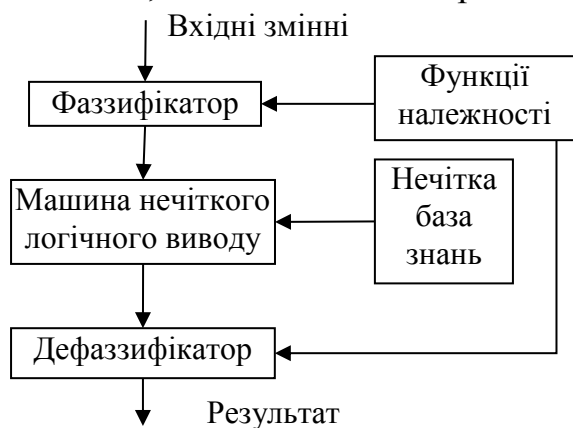 Вхідні змінні
Фаззифікатор
Функції
належності
Машина нечіткого
логічного виводу
Нечітка
база
знань
Дефаззифікатор
Результат